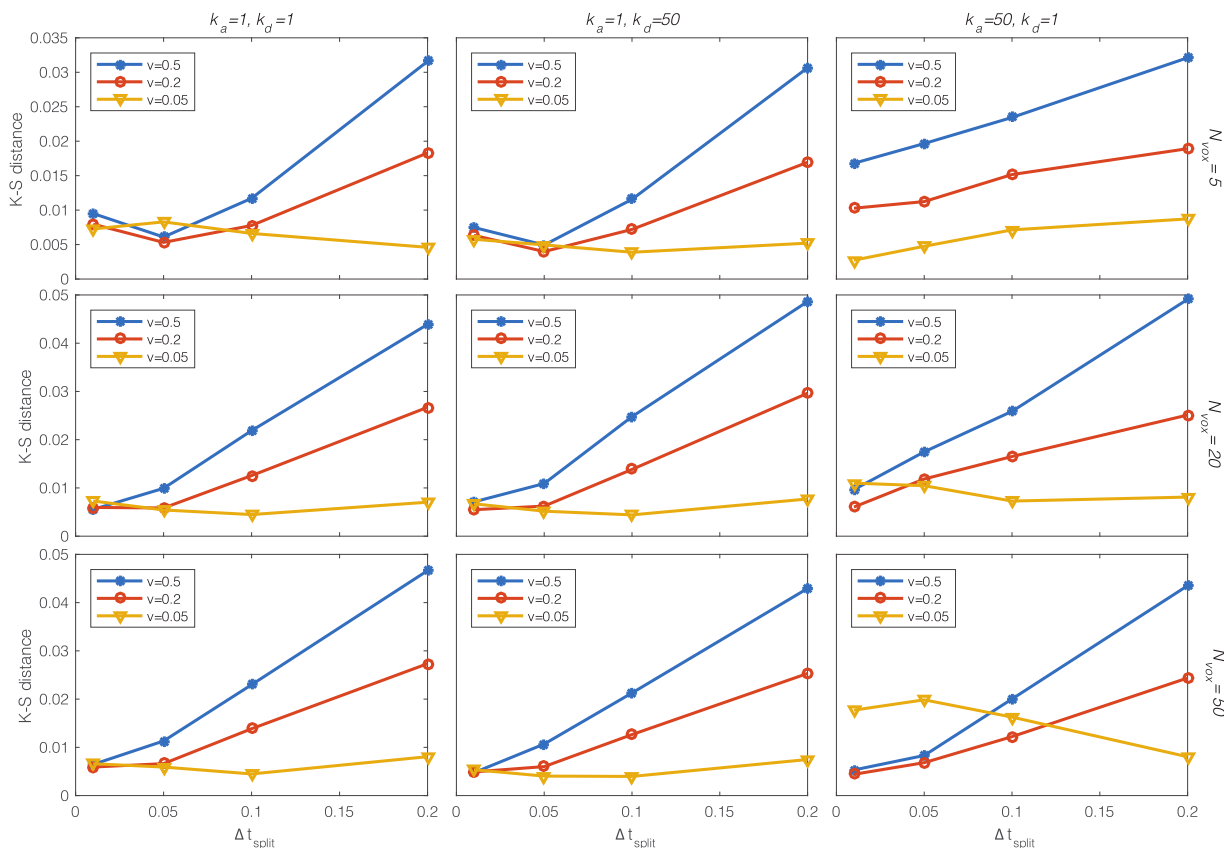 k_a=1, k_d=1
k_a=1, k_d=50
k_a=50, k_d=1
0.035
0.03
0.025
0.02
0.015
0.01
0.005
0
K-S distance
v=0.5
v=0.2
v=0.05
v=0.5
v=0.2
v=0.05
v=0.5
v=0.2
v=0.05
N_vox = 5
0.05
0.04
0.03
0.02
0.01
0
K-S distance
v=0.5
v=0.2
v=0.05
v=0.5
v=0.2
v=0.05
v=0.5
v=0.2
v=0.05
N_vox = 20
0.05
0.04
0.03
0.02
0.01
0
K-S distance
v=0.5
v=0.2
v=0.05
v=0.5
v=0.2
v=0.05
v=0.5
v=0.2
v=0.05
N_vox = 50
0 0.05 0.1 0.15 0.2
0 0.05 0.1 0.15 0.2
0 0.05 0.1 0.15 0.2
Δ t_split
Δ t_split
Δ t_split